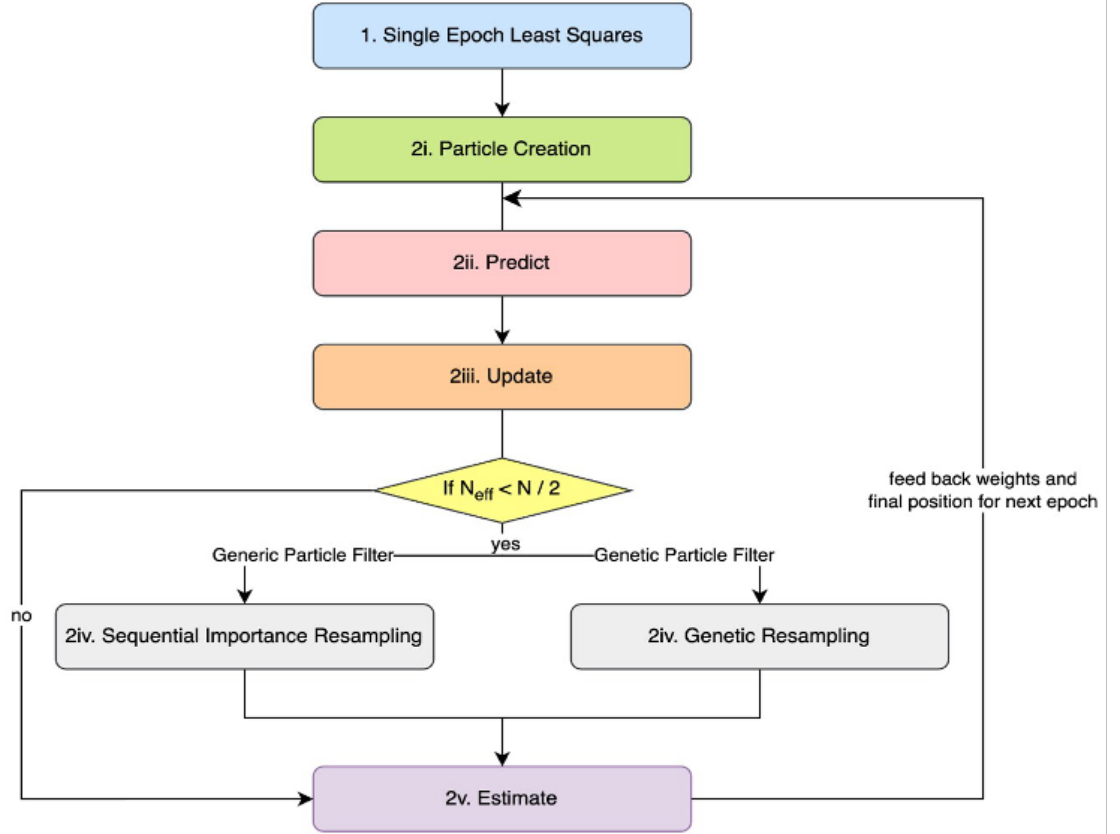 1. Single Epoch Least Squares
2i. Particle Creation
2ii. Predict
2iii. Update
If Neff < N / 2
feed back weights and
final position for next epoch
yes
Generic Particle Filter
Genetic Particle Filter
no
2iv. Sequential Importance Resampling
2iv. Genetic Resampling
2v. Estimate